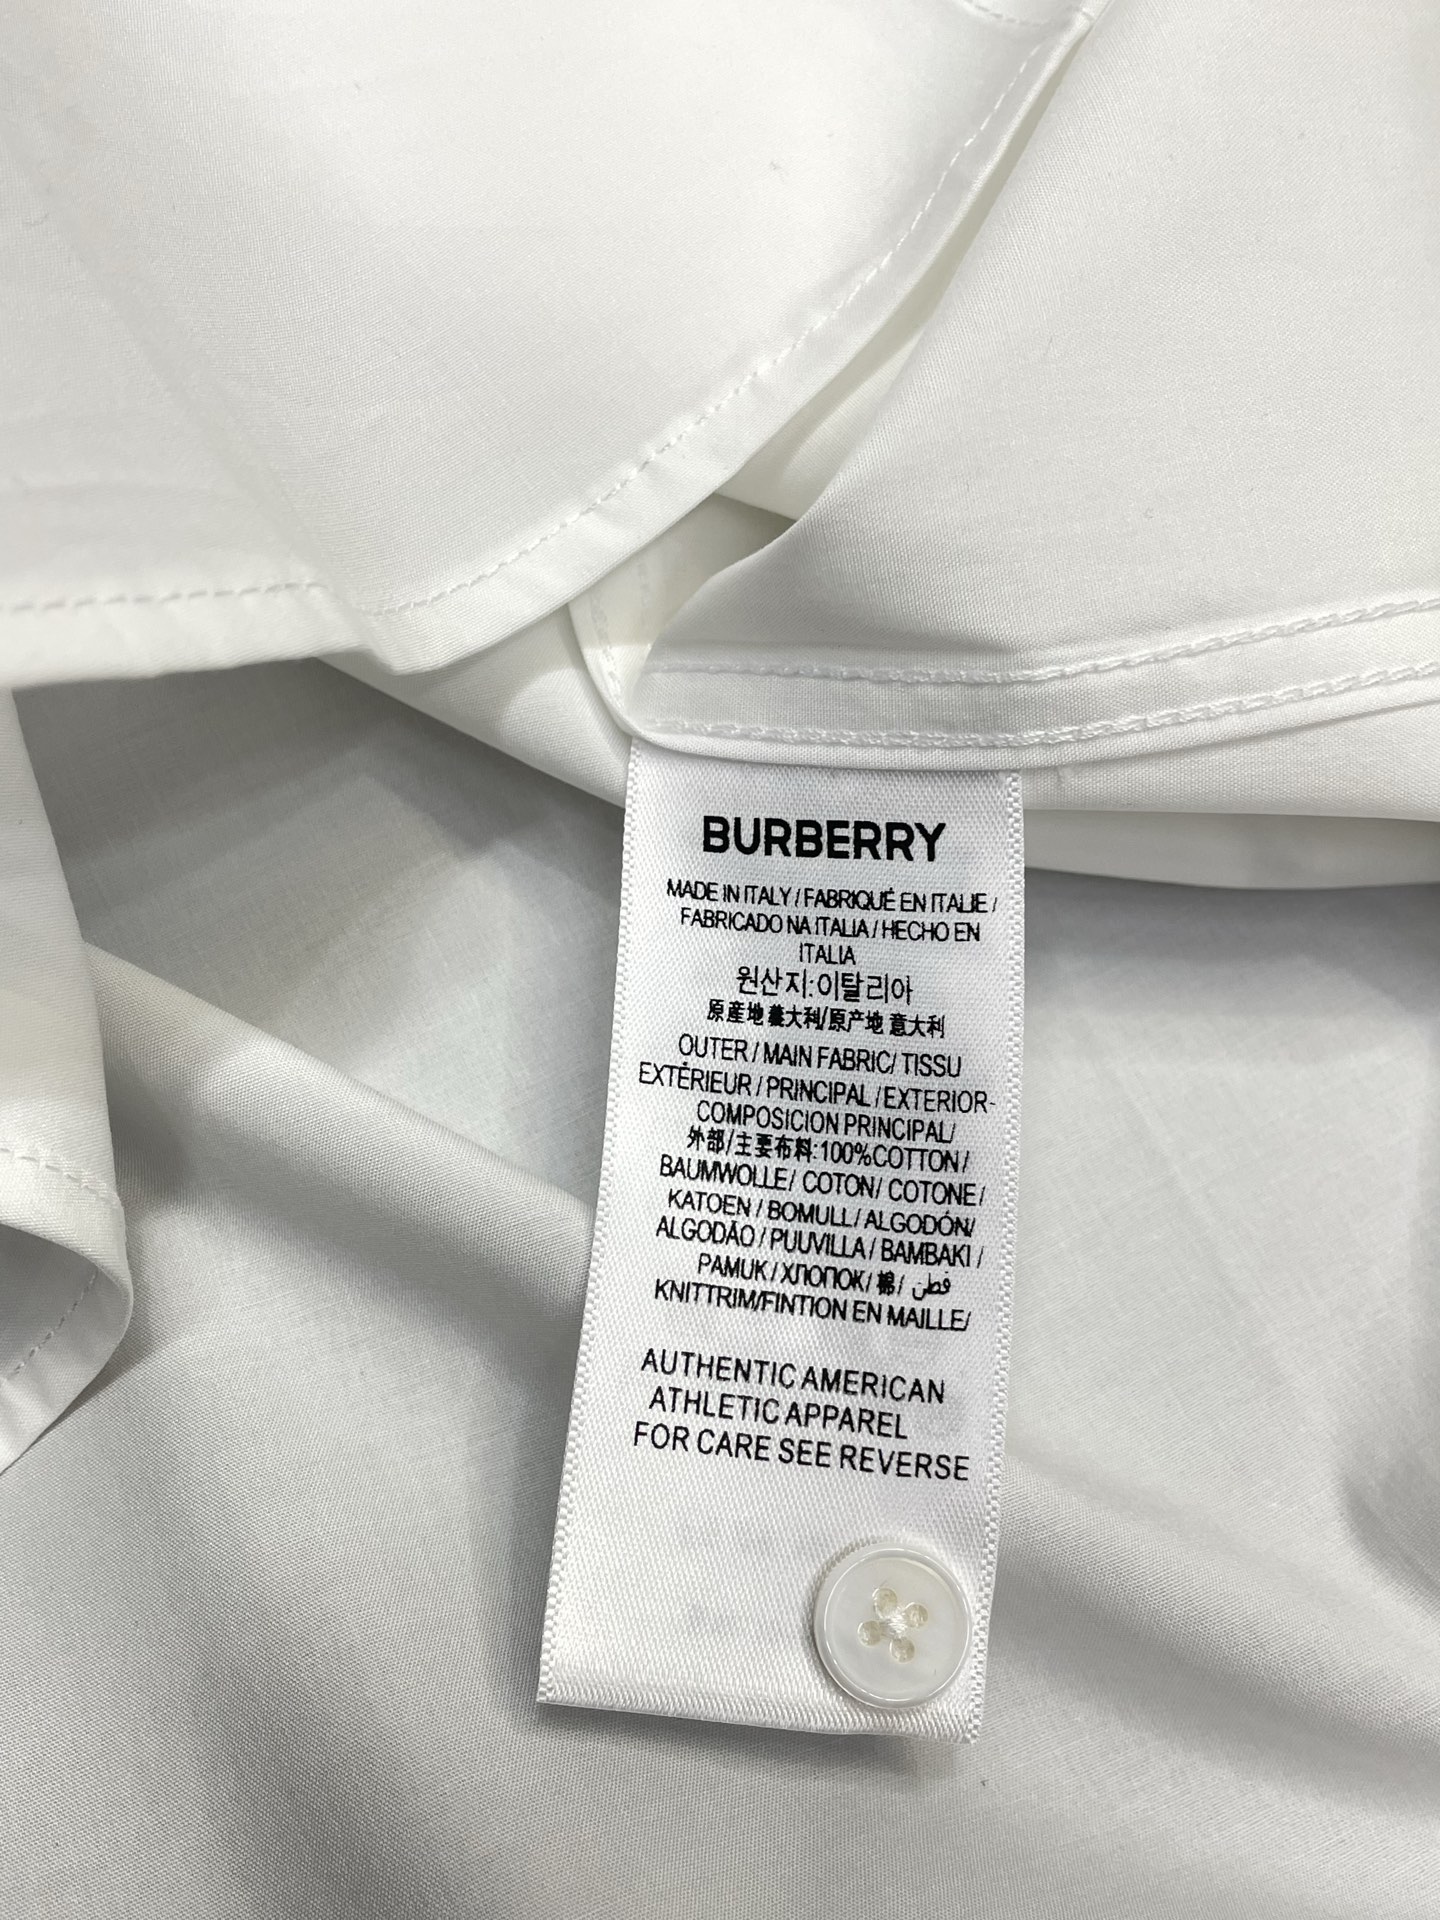 BURBERRY
MADE IN ITALY / FABRIQUÉ EN ITALIE /
FABRICADO NA ITALIA / HECHO EN
ITALIA
원산지:이탈리아
原産地 義大利/原产地 意大利
OUTER / MAIN FABRIC/ TISSU
EXTÉRIEUR / PRINCIPAL / EXTERIOR-
COMPOSICION PRINCIPAL/
外部/主要布料:100%COTTON /
BAUMWOLLE/ COTON/ COTONE/
KATOEN / BOMULL / ALGODÓN/
ALGODÃO / PUUVILLA / BAMBAKI /
PAMUK / ХЛОПОК/ 棉/ قطن
KNITTRIM/FINTION EN MAILLE/
AUTHENTIC AMERICAN
ATHLETIC APPAREL
FOR CARE SEE REVERSE